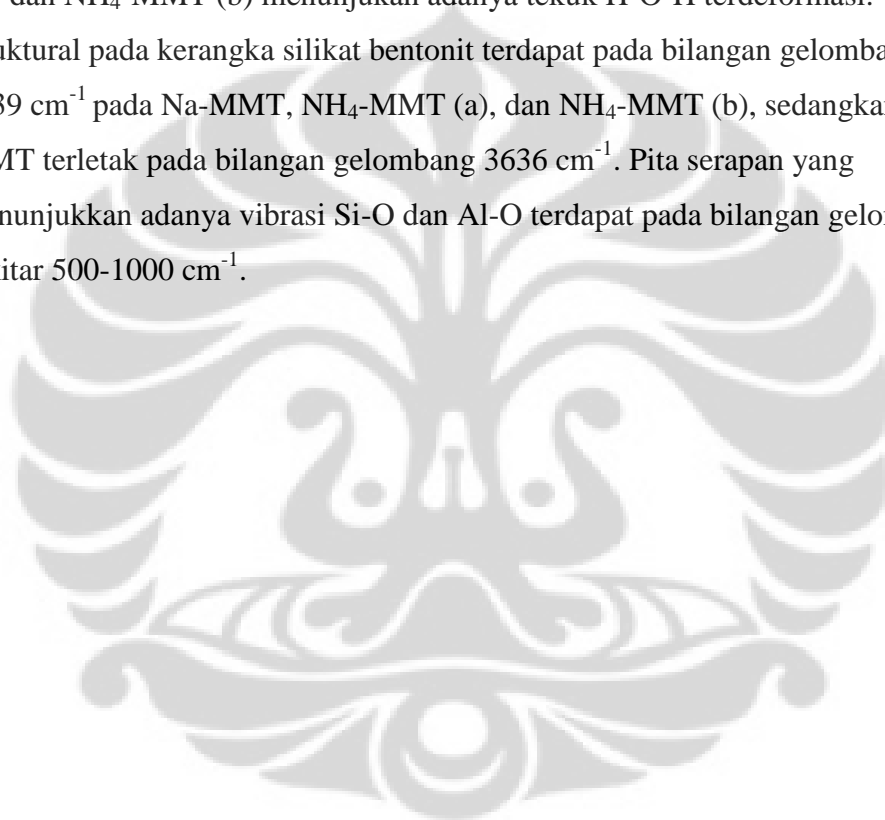 dan NH₄-MMT (b) menunjukan adanya tekuk H-O-H terdeformasi.
uktural pada kerangka silikat bentonit terdapat pada bilangan gelomba
39 cm⁻¹ pada Na-MMT, NH₄-MMT (a), dan NH₄-MMT (b), sedangkan
MT terletak pada bilangan gelombang 3636 cm⁻¹. Pita serapan yang
nunjukkan adanya vibrasi Si-O dan Al-O terdapat pada bilangan gelo
itar 500-1000 cm⁻¹.